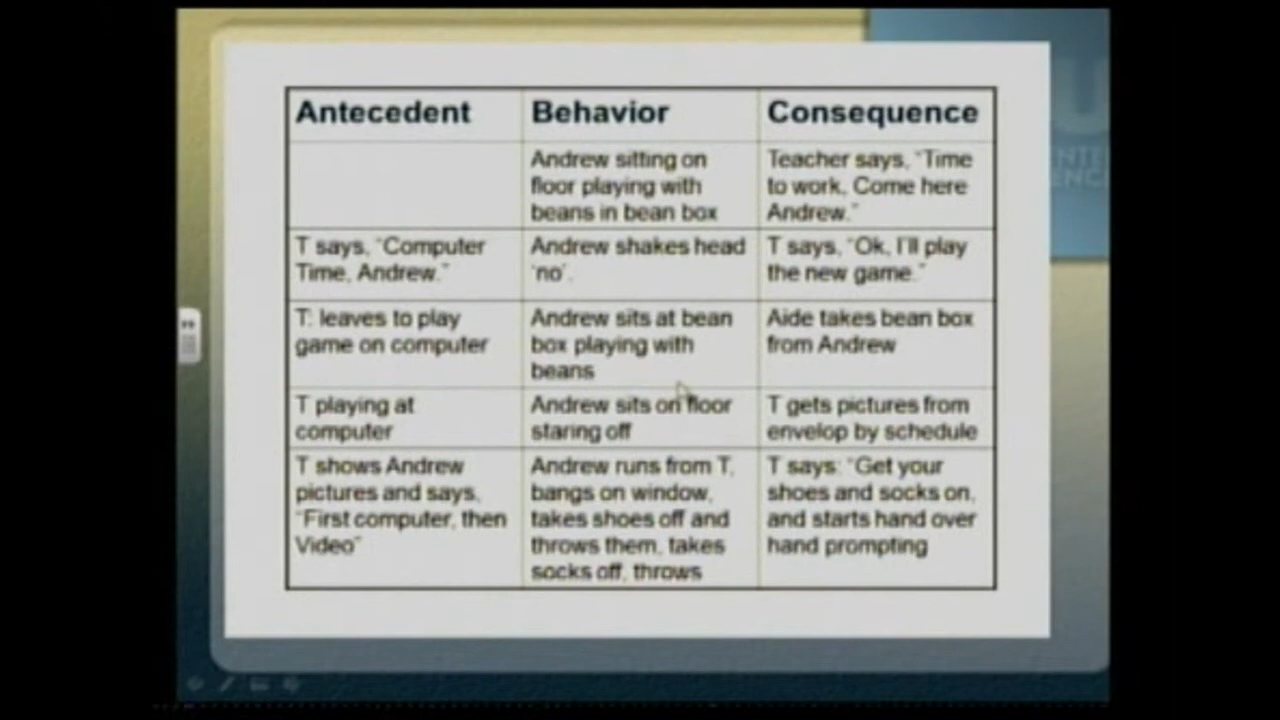 Antecedent Behavior Consequence
Andrew sitting on
floor playing with
beans in bean box
Teacher says, "Time
to work, Come here
Andrew."
T says, "Computer
Time, Andrew."
Andrew shakes head
'no'.
T says, "Ok, I'll play
the new game."
T: leaves to play
game on computer
Andrew sits at bean
box playing with
beans
Aide takes bean box
from Andrew
T playing at
computer
Andrew sits on floor
staring off
T gets pictures from
envelop by schedule
T shows Andrew
pictures and says,
"First computer, then
Video"
Andrew runs from T,
bangs on window,
takes shoes off and
throws them, takes
socks off, throws
T says: "Get your
shoes and socks on,
and starts hand over
hand prompting